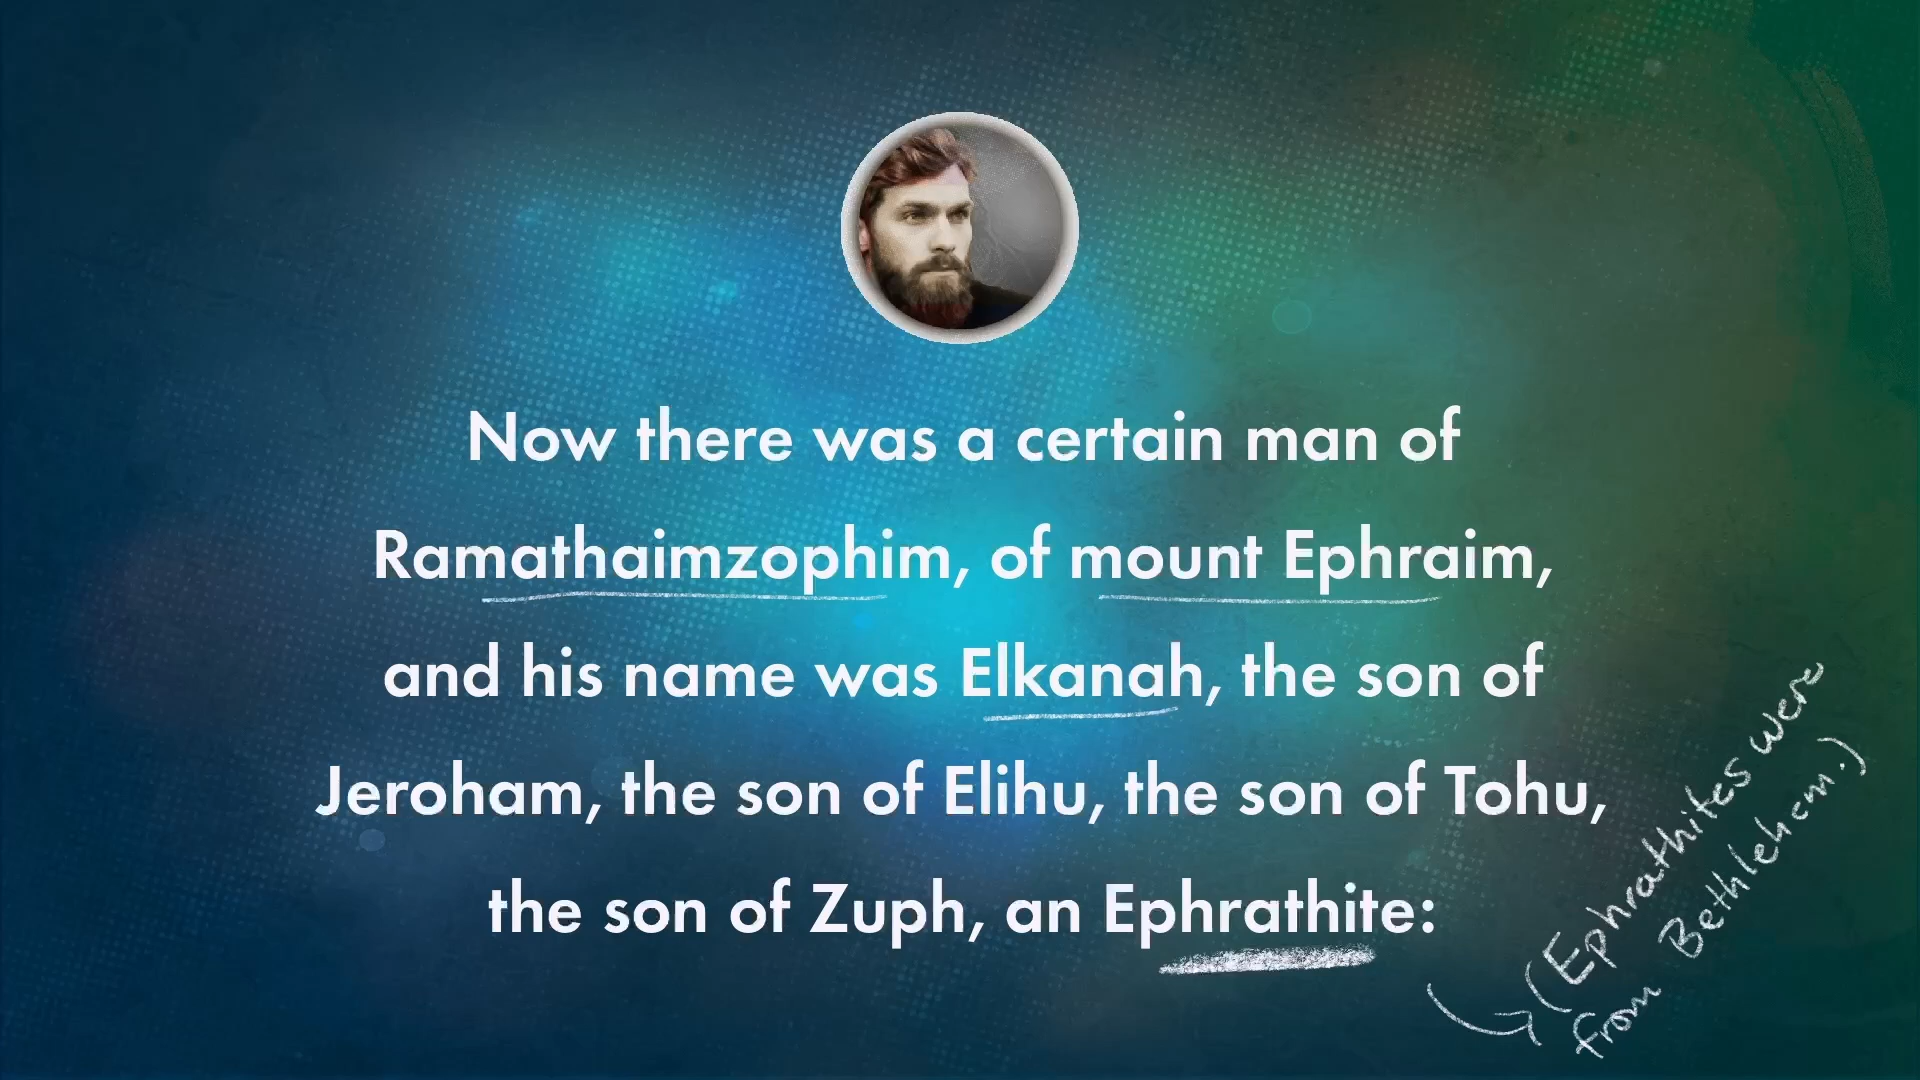 Now there was a certain man of
Ramathaimzophim, of mount Ephraim,
and his name was Elkanah, the son of
Jeroham, the son of Elihu, the son of Tohu,
the son of Zuph, an Ephrathite:
(Ephrathites were
from Bethlehem.)